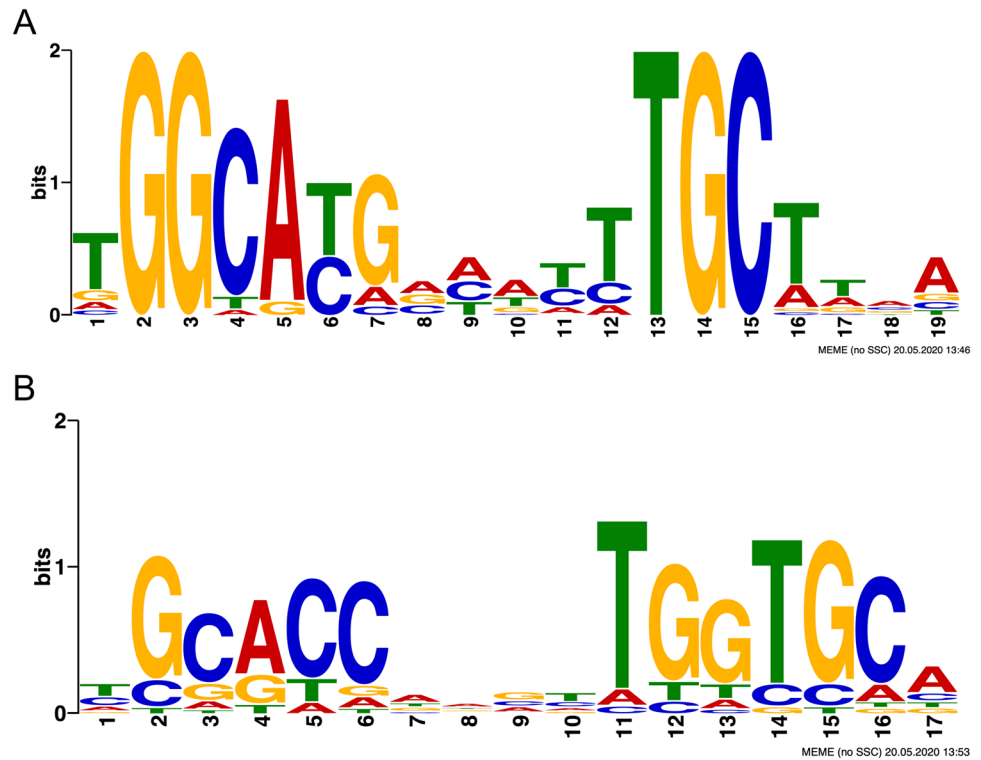 A
2
1
0
bits
T G G C A T G A A A T T T G C T T A A
1 2 3 4 5 6 7 8 9 10 11 12 13 14 15 16 17 18 19
MEME (no SSC) 20.05.2020 13:46
B
2
1
0
bits
T G C A C C A A G T T G G T G C A
1 2 3 4 5 6 7 8 9 10 11 12 13 14 15 16 17
MEME (no SSC) 20.05.2020 13:53